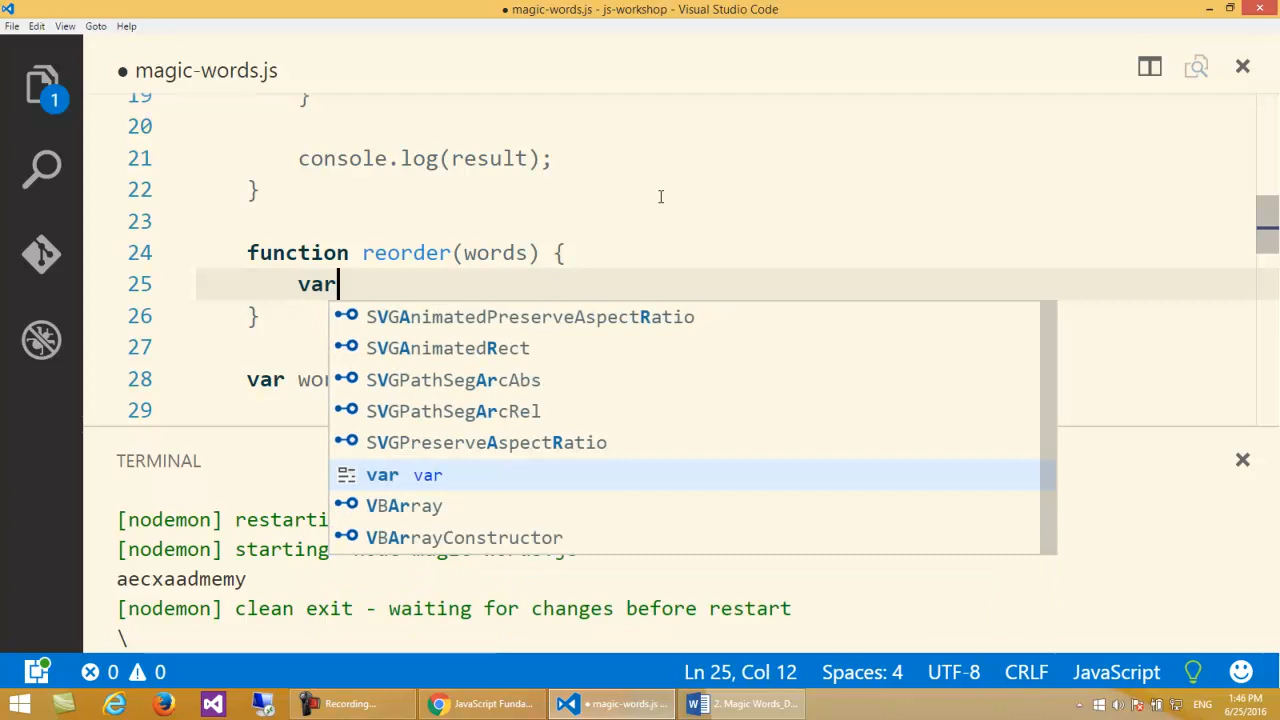 ● magic-words.js - js-workshop - Visual Studio Code
File Edit View Goto Help
● magic-words.js
1
19 }
20
21 console.log(result);
22 }
23
24 function reorder(words) {
25 var
26 }
27
28 var wor
29
SVGAnimatedPreserveAspectRatio
SVGAnimatedRect
SVGPathSegArcAbs
SVGPathSegArcRel
SVGPreserveAspectRatio
var var
VBArray
VBArrayConstructor
TERMINAL
[nodemon] restarti
[nodemon] starting
aecxaadmemy
[nodemon] clean exit - waiting for changes before restart
\
0 0 Ln 25, Col 12 Spaces: 4 UTF-8 CRLF JavaScript
Recording... JavaScript Funda... ● magic-words.js ... 2. Magic Words_D... ENG 1:46 PM
6/25/2016